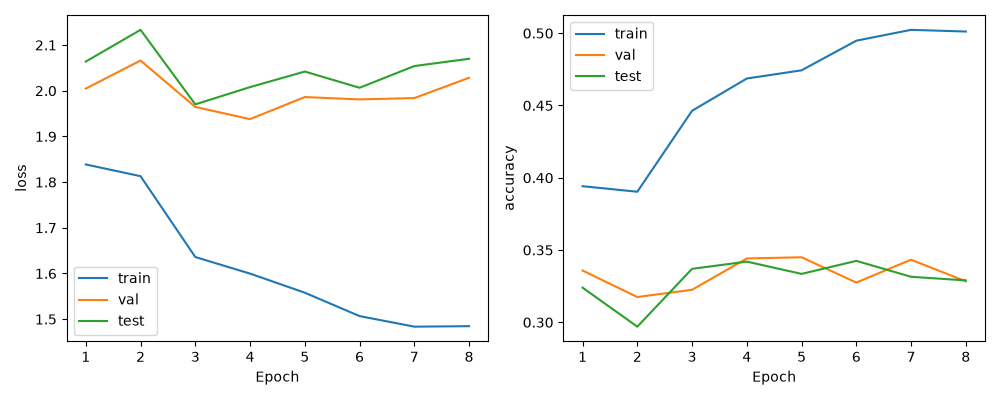 2.1
2.0
1.9
1.8
1.7
1.6
1.5
loss
train
val
test
1 2 3 4 5 6 7 8
Epoch
0.50
0.45
0.40
0.35
0.30
accuracy
train
val
test
1 2 3 4 5 6 7 8
Epoch